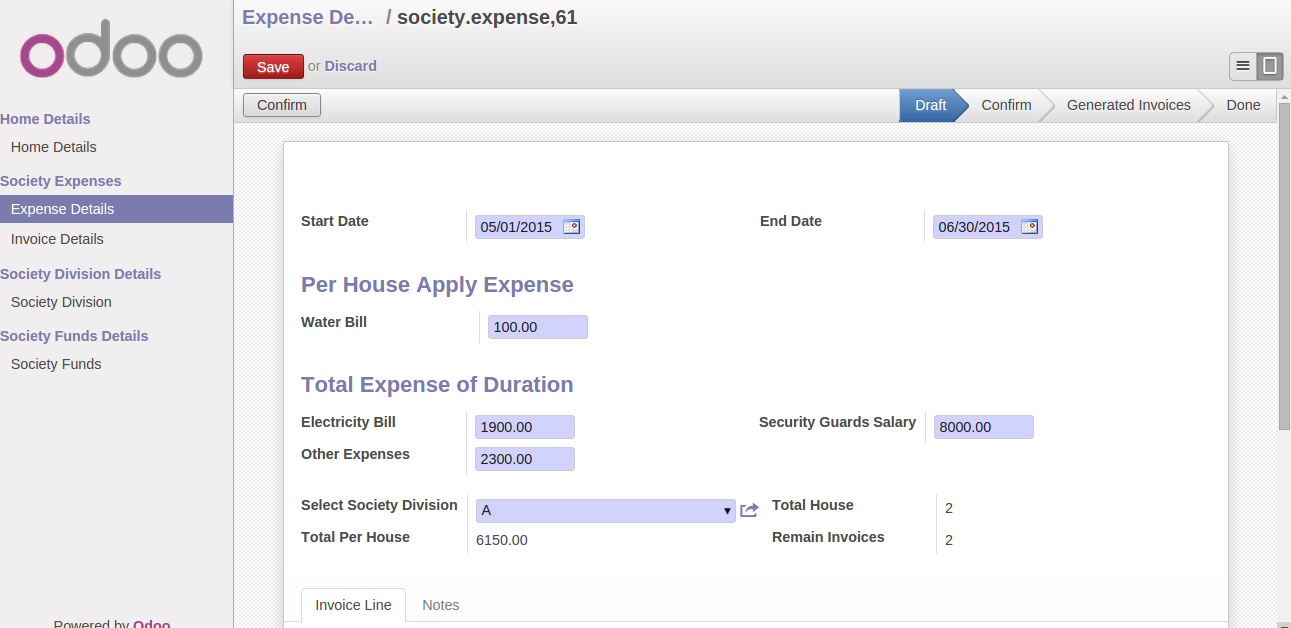 odoo
Expense De... / society.expense,61
Save or Discard
Confirm
Draft Confirm Generated Invoices Done
Home Details
Home Details
Society Expenses
Expense Details
Invoice Details
Society Division Details
Society Division
Society Funds Details
Society Funds
Powered by Odoo
Start Date 05/01/2015 End Date 06/30/2015
Per House Apply Expense
Water Bill 100.00
Total Expense of Duration
Electricity Bill 1900.00 Security Guards Salary 8000.00
Other Expenses 2300.00
Select Society Division A Total House 2
Total Per House 6150.00 Remain Invoices 2
Invoice Line Notes